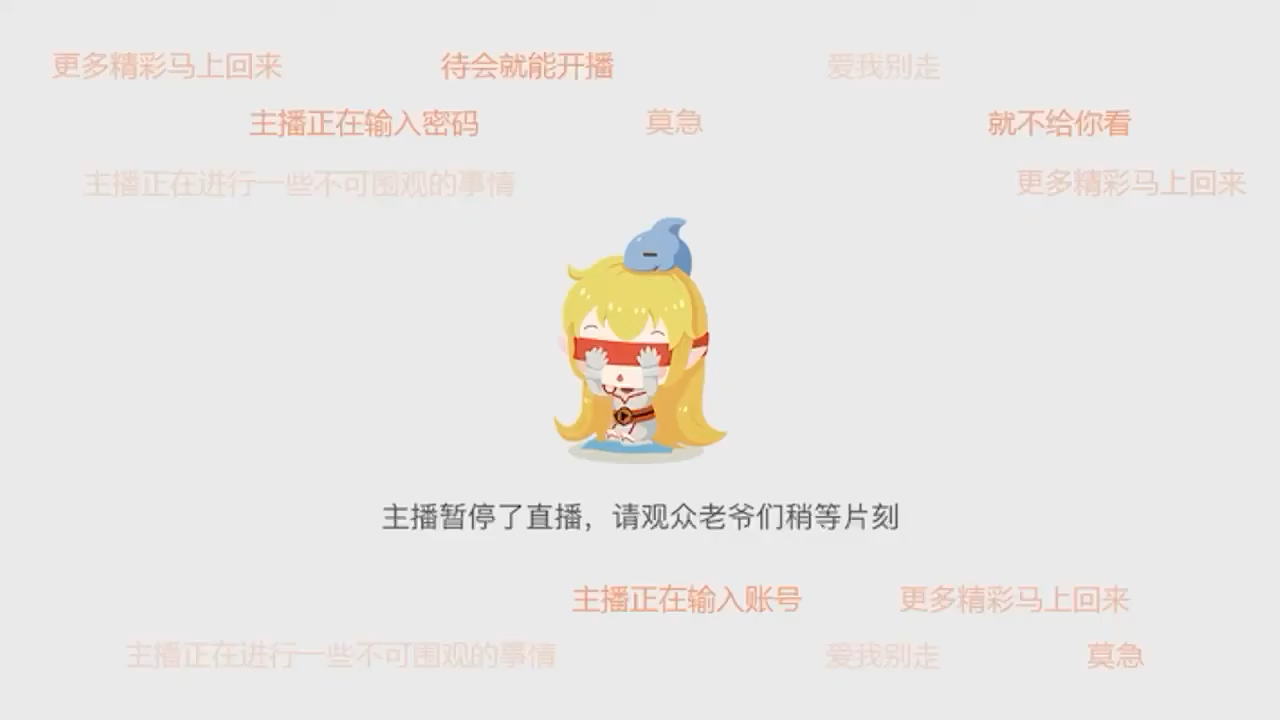 更多精彩马上回来
待会就能开播
爱我别走
主播正在输入密码
莫急
就不给你看
主播正在进行一些不可围观的事情
更多精彩马上回来
主播暂停了直播，请观众老爷们稍等片刻
主播正在输入账号
更多精彩马上回来
主播正在进行一些不可围观的事情
爱我别走
莫急